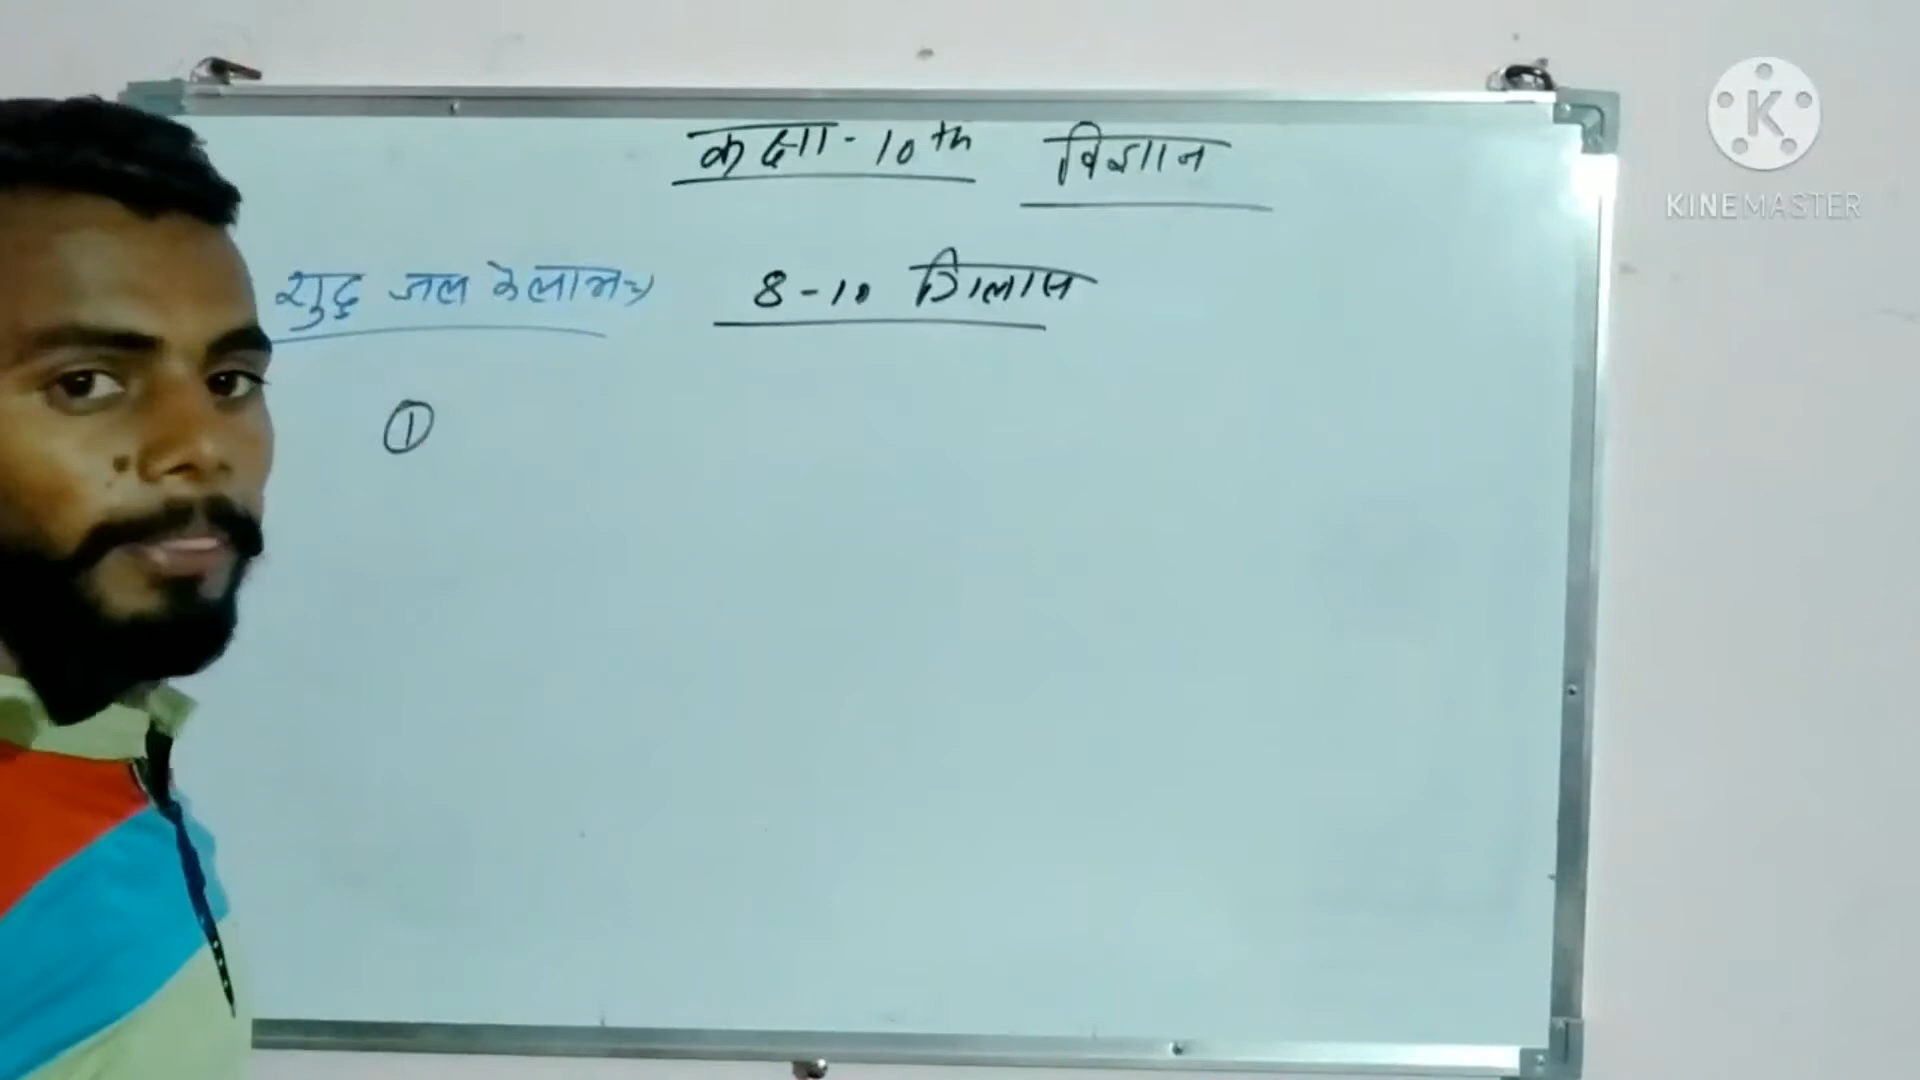 कक्षा - 10th विज्ञान
शुद्ध जल के लाभ → 8-10 गिलास
①
K
KINEMASTER